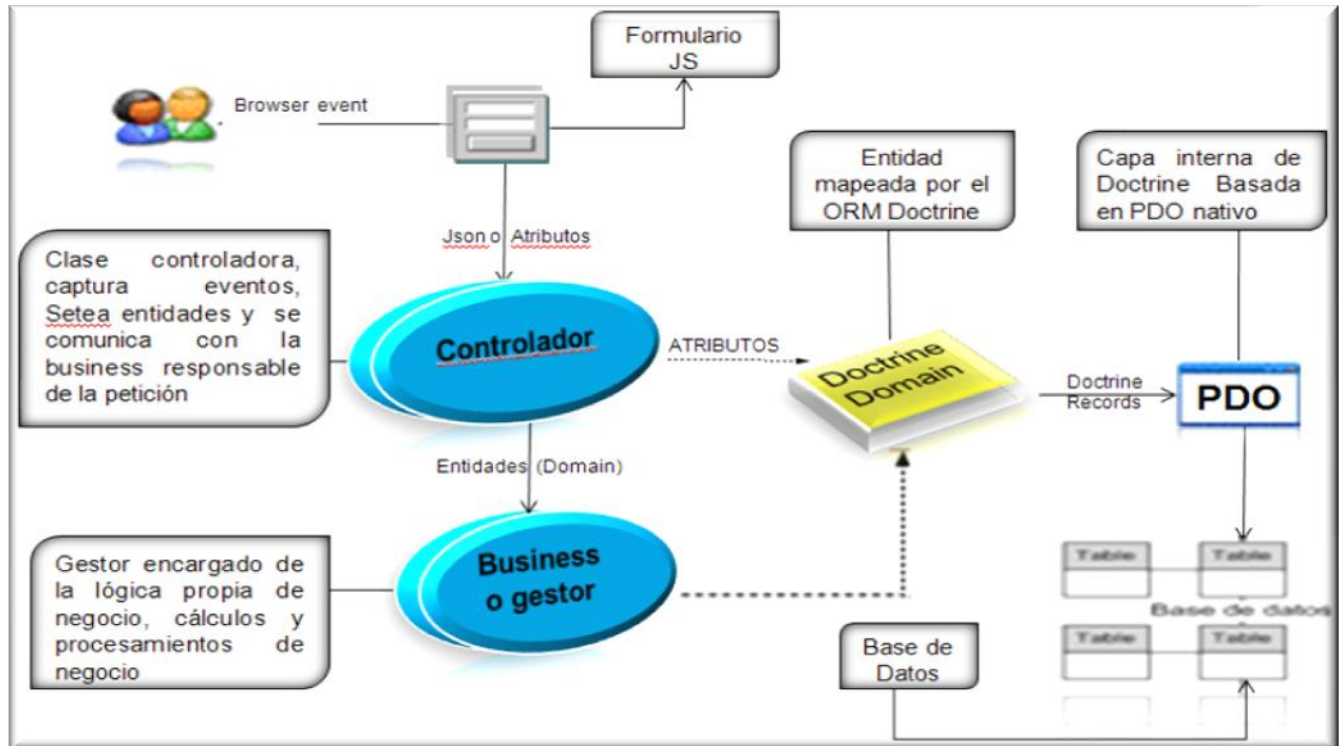 Formulario
JS
Browser event
Entidad
mapeada por el
ORM Doctrine
Capa interna de
Doctrine Basada
en PDO nativo
Json o Atributos
Clase controladora,
captura eventos,
Setea entidades y se
comunica con la
business responsable
de la petición
Controlador
ATRIBUTOS
Doctrine
Domain
Doctrine
Records
PDO
Entidades (Domain)
Gestor encargado de
la lógica propia de
negocio, cálculos y
procesamientos de
negocio
Business
o gestor
Table
Table
Base de datos
Table
Table
Base de
Datos